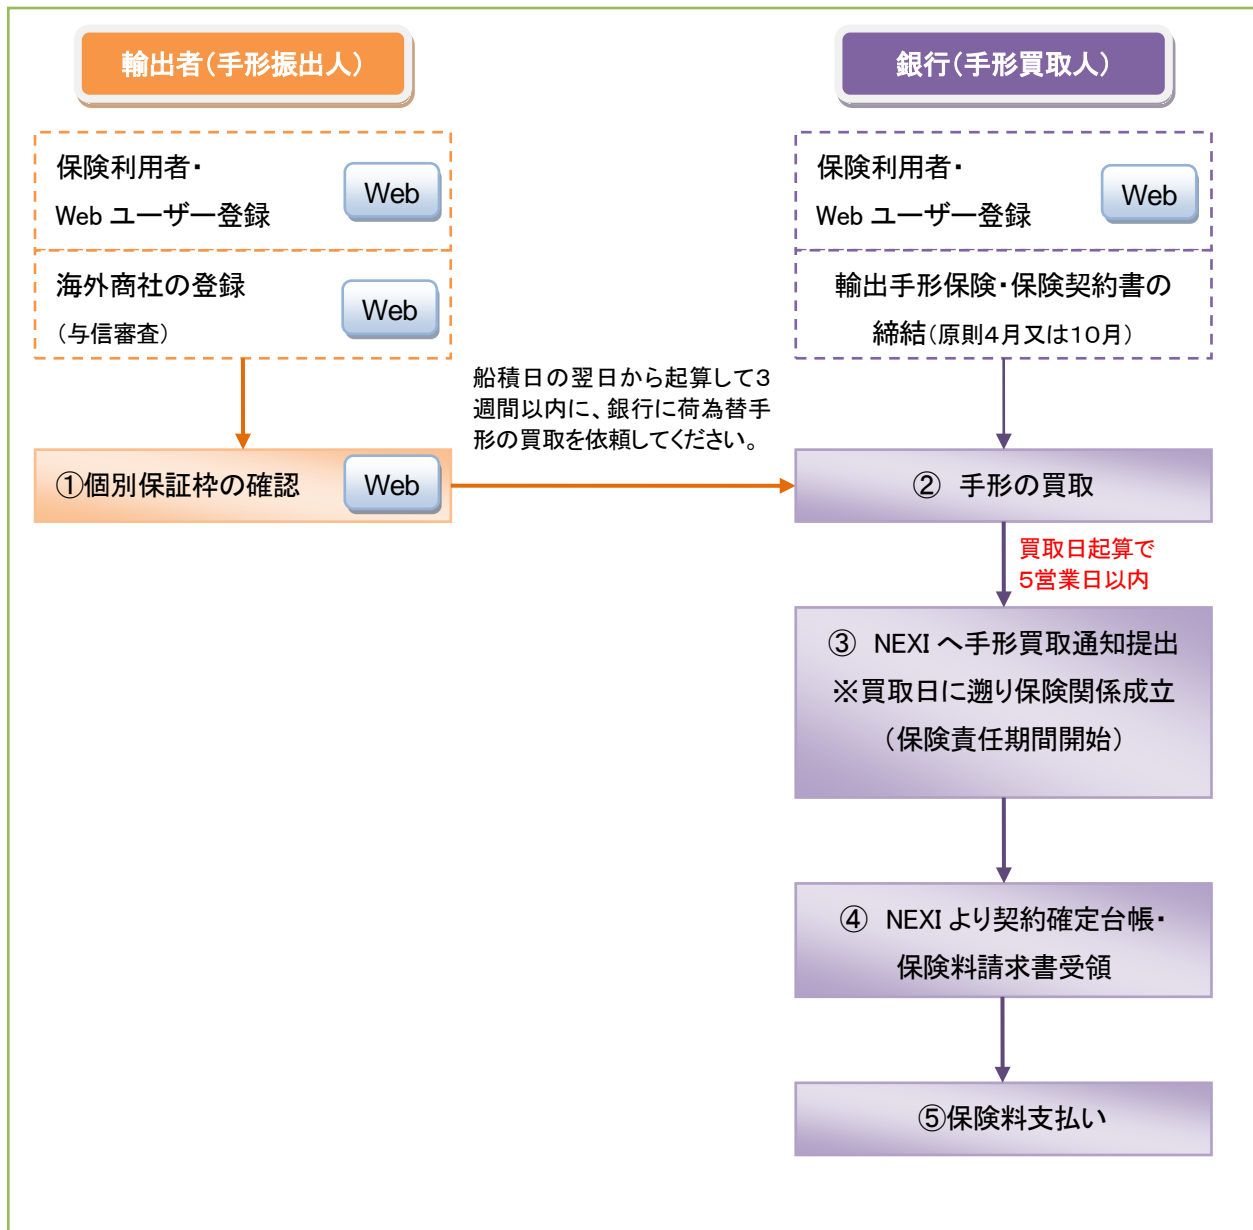 輸出者(手形振出人)
銀行(手形買取人)
保険利用者・
Web ユーザー登録
Web
海外商社の登録
(与信審査)
Web
保険利用者・
Web ユーザー登録
Web
輸出手形保険・保険契約書の
締結(原則4月又は10月)
船積日の翌日から起算して3
週間以内に、銀行に荷為替手
形の買取を依頼してください。
①個別保証枠の確認
Web
② 手形の買取
買取日起算で
5営業日以内
③ NEXI へ手形買取通知提出
※買取日に遡り保険関係成立
(保険責任期間開始)
④ NEXI より契約確定台帳・
保険料請求書受領
⑤保険料支払い